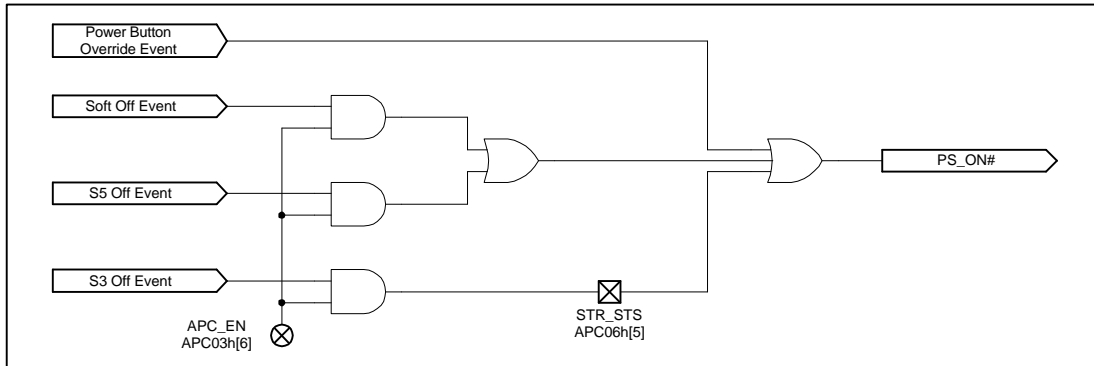 Power Button
Override Event
Soft Off Event
PS_ON#
S5 Off Event
S3 Off Event
APC_EN
APC03h[6]
STR_STS
APC06h[5]